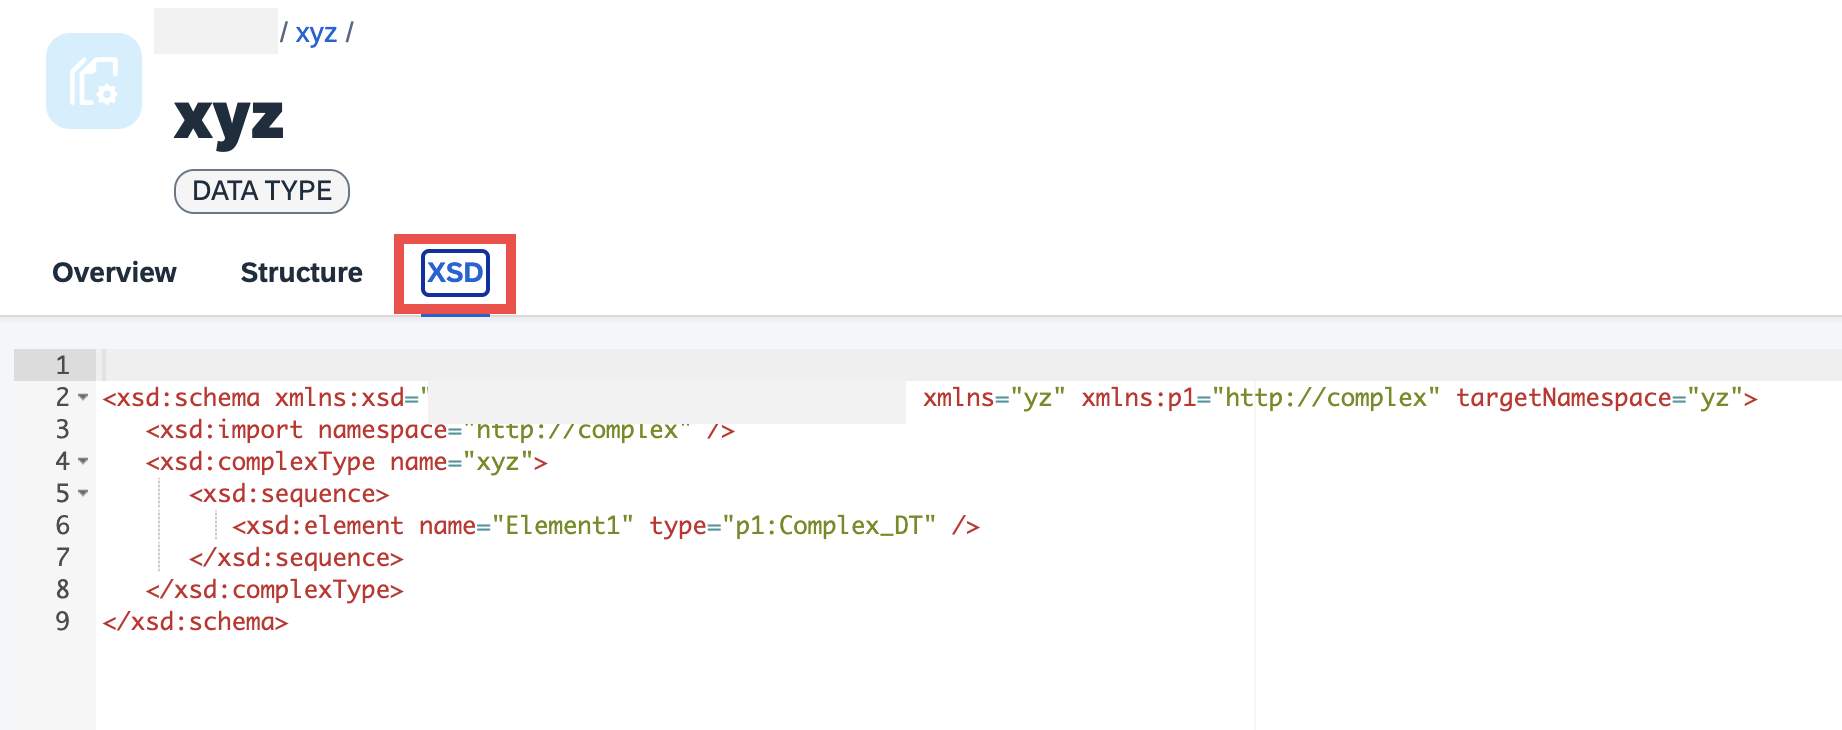 / xyz /
xyz
DATA TYPE
Overview Structure XSD
1
2 <xsd:schema xmlns:xsd=" xmlns="yz" xmlns:p1="http://complex" targetNamespace="yz">
3 <xsd:import namespace="http://complex" />
4 <xsd:complexType name="xyz">
5 <xsd:sequence>
6 <xsd:element name="Element1" type="p1:Complex_DT" />
7 </xsd:sequence>
8 </xsd:complexType>
9 </xsd:schema>